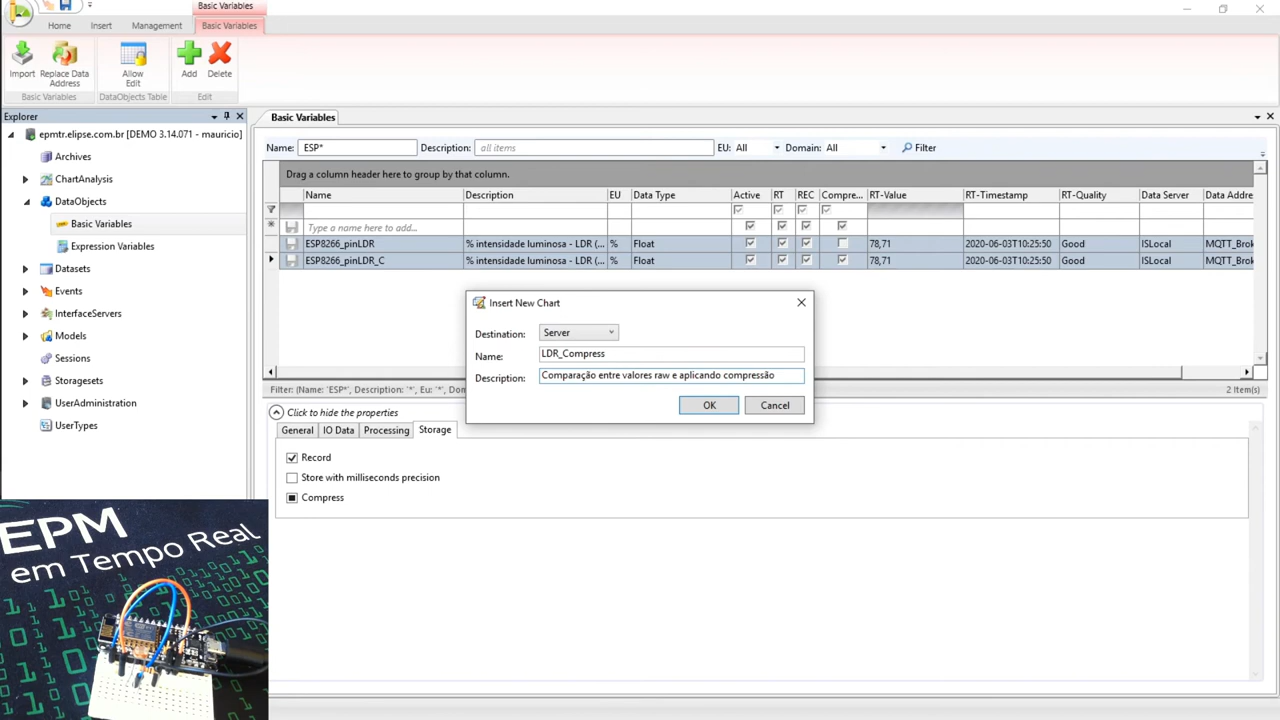 Basic Variables
Home Insert Management Basic Variables
Import Replace Data Address Allow Edit Add Delete
Basic Variables DataObjects Table Edit
Explorer
epmtr.elipse.com.br [DEMO 3.14.071 - mauricio]
Archives
ChartAnalysis
DataObjects
Basic Variables
Expression Variables
Datasets
Events
InterfaceServers
Models
Sessions
Storagesets
UserAdministration
UserTypes
Basic Variables
Name: ESP* Description: all items EU: All Domain: All Filter
Drag a column header here to group by that column.
Name Description EU Data Type Active RT REC Compre... RT-Value RT-Timestamp RT-Quality Data Server Data Addre
Type a name here to add...
ESP8266_pinLDR % intensidade luminosa - LDR (... % Float 78,71 2020-06-03T10:25:50 Good ISLocal MQTT_Brok
ESP8266_pinLDR_C % intensidade luminosa - LDR (... % Float 78,71 2020-06-03T10:25:50 Good ISLocal MQTT_Brok
Insert New Chart
Destination: Server
Name: LDR_Compress
Description: Comparação entre valores raw e aplicando compressão
OK Cancel
Filter: (Name: 'ESP*', Description: '*', Eu: '*', Don
2 Item(s)
Click to hide the properties
General IO Data Processing Storage
Record
Store with milliseconds precision
Compress
EPM
em Tempo Real